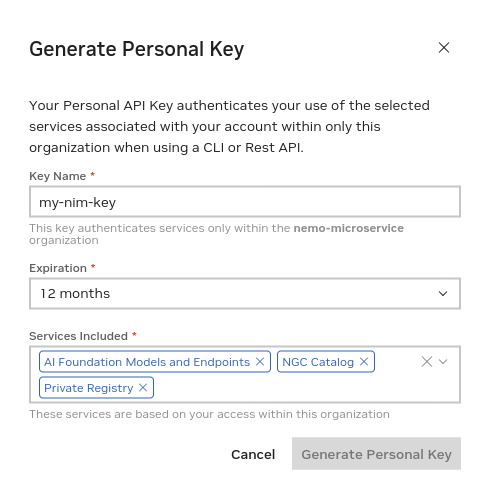 Generate Personal Key
Your Personal API Key authenticates your use of the selected
services associated with your account within only this
organization when using a CLI or Rest API.
Key Name *
my-nim-key
This key authenticates services only within the nemo-microservice
organization
Expiration *
12 months
Services Included *
AI Foundation Models and Endpoints NGC Catalog
Private Registry
These services are based on your access within this organization
Cancel Generate Personal Key